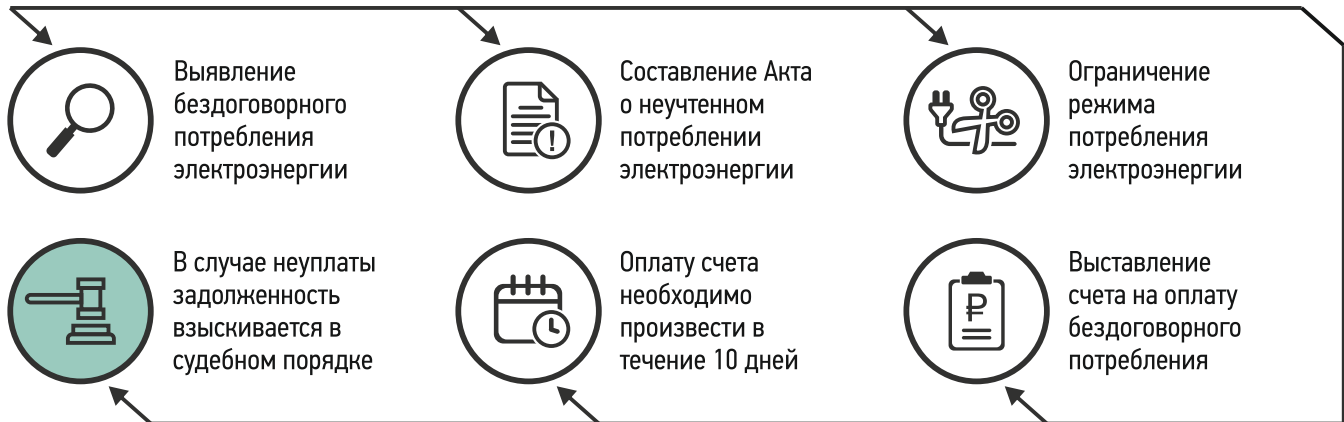 Выявление
бездоговорного
потребления
электроэнергии
Составление Акта
о неучтенном
потреблении
электроэнергии
Ограничение
режима
потребления
электроэнергии
В случае неуплаты
задолженность
взыскивается в
судебном порядке
Оплату счета
необходимо
произвести в
течение 10 дней
₽
Выставление
счета на оплату
бездоговорного
потребления